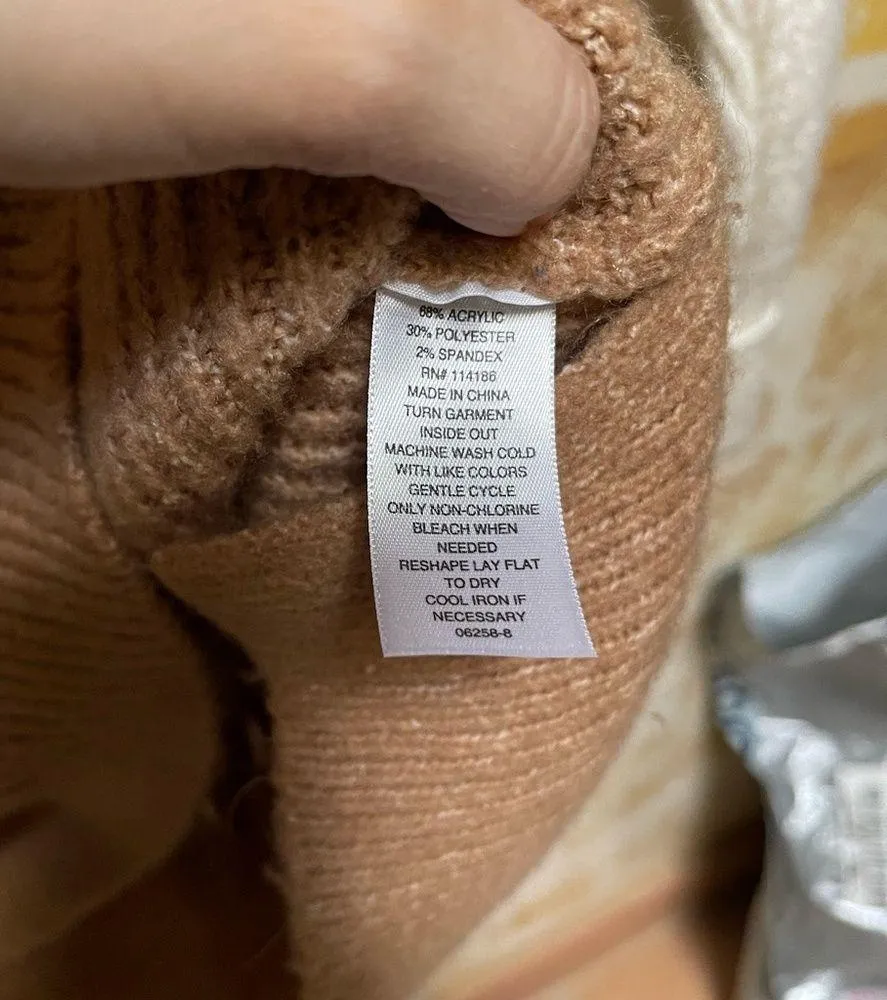 68% ACRYLIC
30% POLYESTER
2% SPANDEX
RN# 114186
MADE IN CHINA
TURN GARMENT
INSIDE OUT
MACHINE WASH COLD
WITH LIKE COLORS
GENTLE CYCLE
ONLY NON-CHLORINE
BLEACH WHEN
NEEDED
RESHAPE LAY FLAT
TO DRY
COOL IRON IF
NECESSARY
06258-8